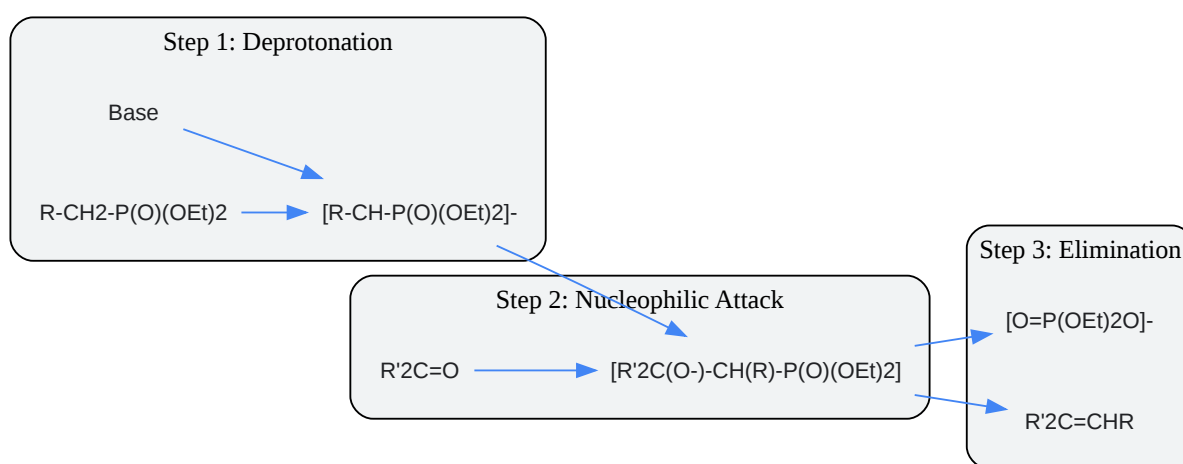 Step 1: Deprotonation
Base
R-CH2-P(O)(OEt)2
[R-CH-P(O)(OEt)2]-
Step 2: Nucleophilic Attack
R'2C=O
[R'2C(O-)-CH(R)-P(O)(OEt)2]
Step 3: Elimination
[O=P(OEt)2O]-
R'2C=CHR